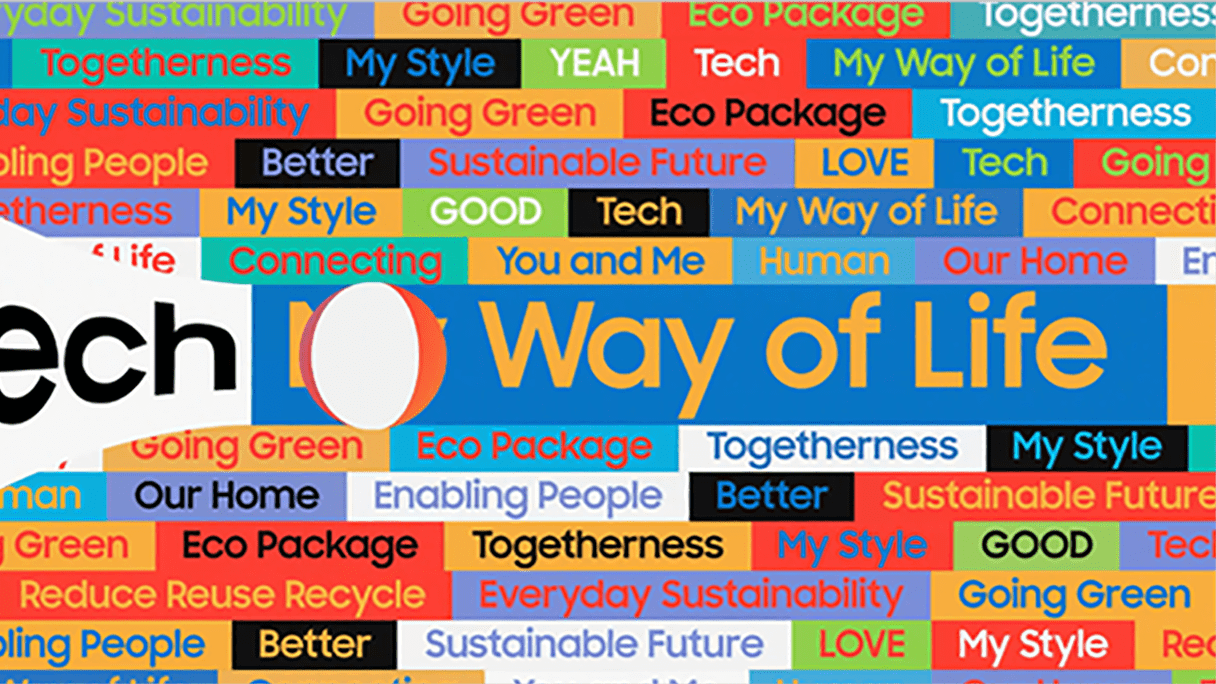 yday Sustainability Going Green Eco Package Togetherness
Togetherness My Style YEAH Tech My Way of Life Con
day Sustainability Going Green Eco Package Togetherness
bling People Better Sustainable Future LOVE Tech Going
etherness My Style GOOD Tech My Way of Life Connecti
of Life Connecting You and Me Human Our Home En
ech My Way of Life
Going Green Eco Package Togetherness My Style
man Our Home Enabling People Better Sustainable Future
g Green Eco Package Togetherness My Style GOOD Tech
Reduce Reuse Recycle Everyday Sustainability Going Green
bling People Better Sustainable Future LOVE My Style Rec